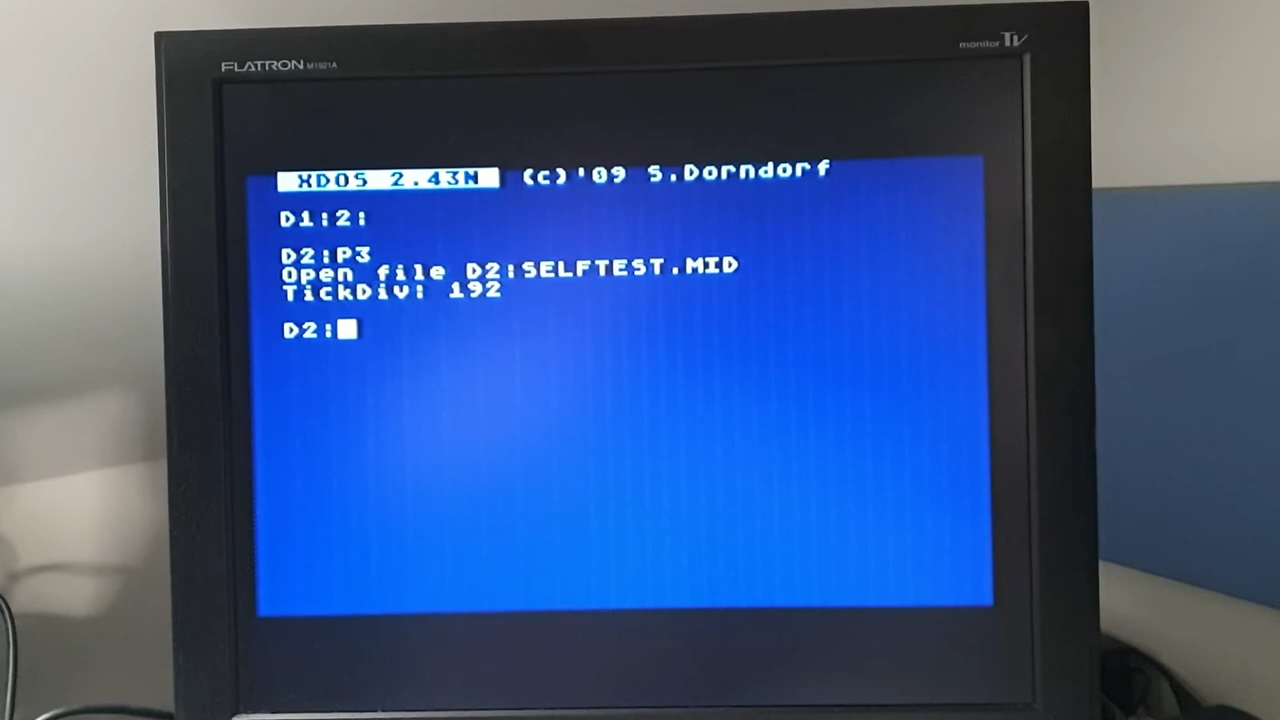 FLATRON M1921A
monitor TV
XDOS 2.43N (c)'09 S.Dorndorf
D1:2:
D2:P3
Open file D2:SELFTEST.MID
TickDiv: 192
D2: